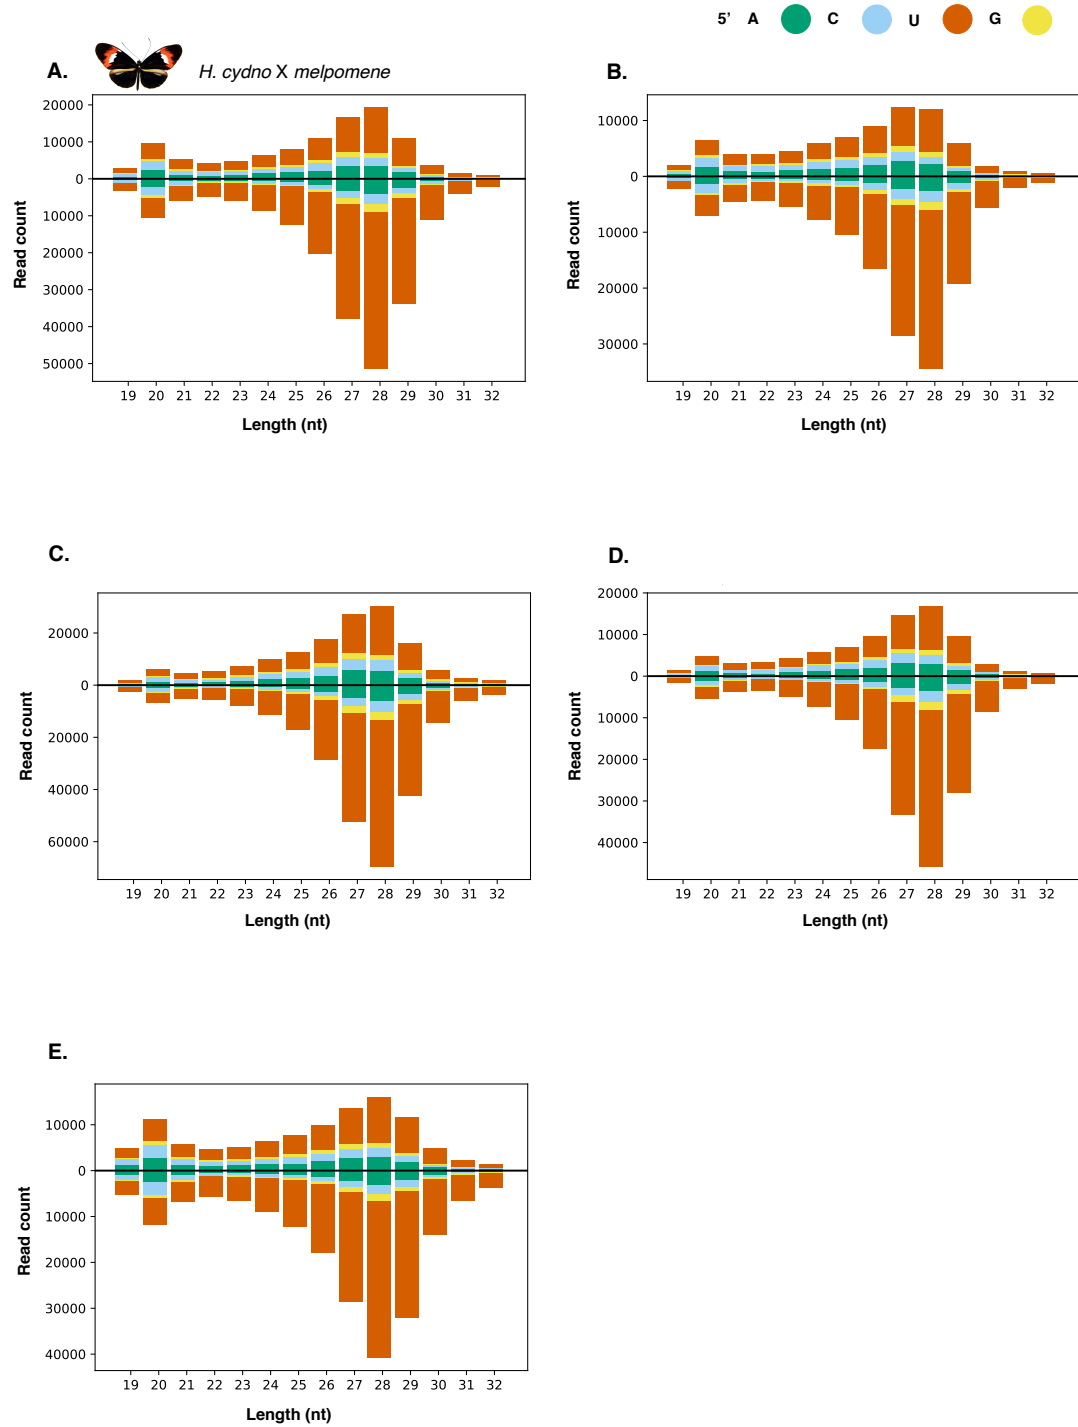 5’ A C U G
A. H. cydno X melpomene
20000
10000
0
10000
20000
30000
40000
50000
Read count
19 20 21 22 23 24 25 26 27 28 29 30 31 32
Length (nt)
B.
10000
0
10000
20000
30000
Read count
19 20 21 22 23 24 25 26 27 28 29 30 31 32
Length (nt)
C.
20000
0
20000
40000
60000
Read count
19 20 21 22 23 24 25 26 27 28 29 30 31 32
Length (nt)
D.
20000
10000
0
10000
20000
30000
40000
Read count
19 20 21 22 23 24 25 26 27 28 29 30 31 32
Length (nt)
E.
10000
0
10000
20000
30000
40000
Read count
19 20 21 22 23 24 25 26 27 28 29 30 31 32
Length (nt)